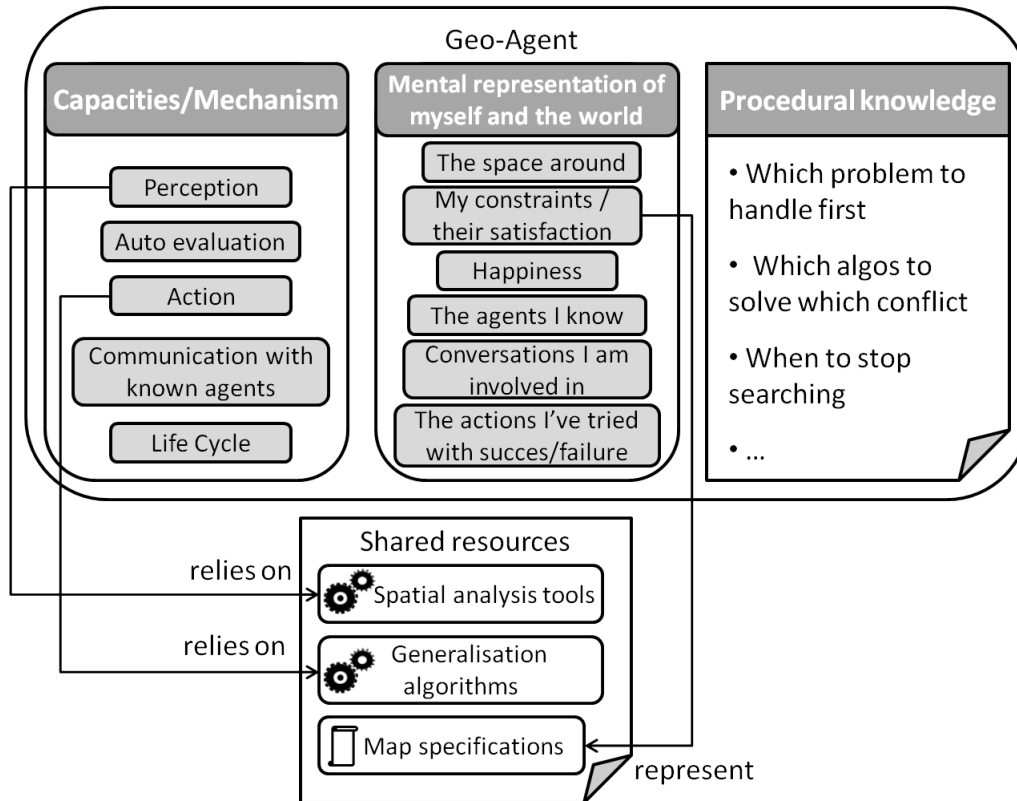 Geo-Agent
Capacities/Mechanism
Perception
Auto evaluation
Action
Communication with
known agents
Life Cycle
Mental representation of
myself and the world
The space around
My constraints /
their satisfaction
Happiness
The agents I know
Conversations I am
involved in
The actions I've tried
with succes/failure
Procedural knowledge
• Which problem to
handle first
• Which algos to
solve which conflict
• When to stop
searching
• ...
Shared resources
relies on
Spatial analysis tools
relies on
Generalisation
algorithms
Map specifications
represent